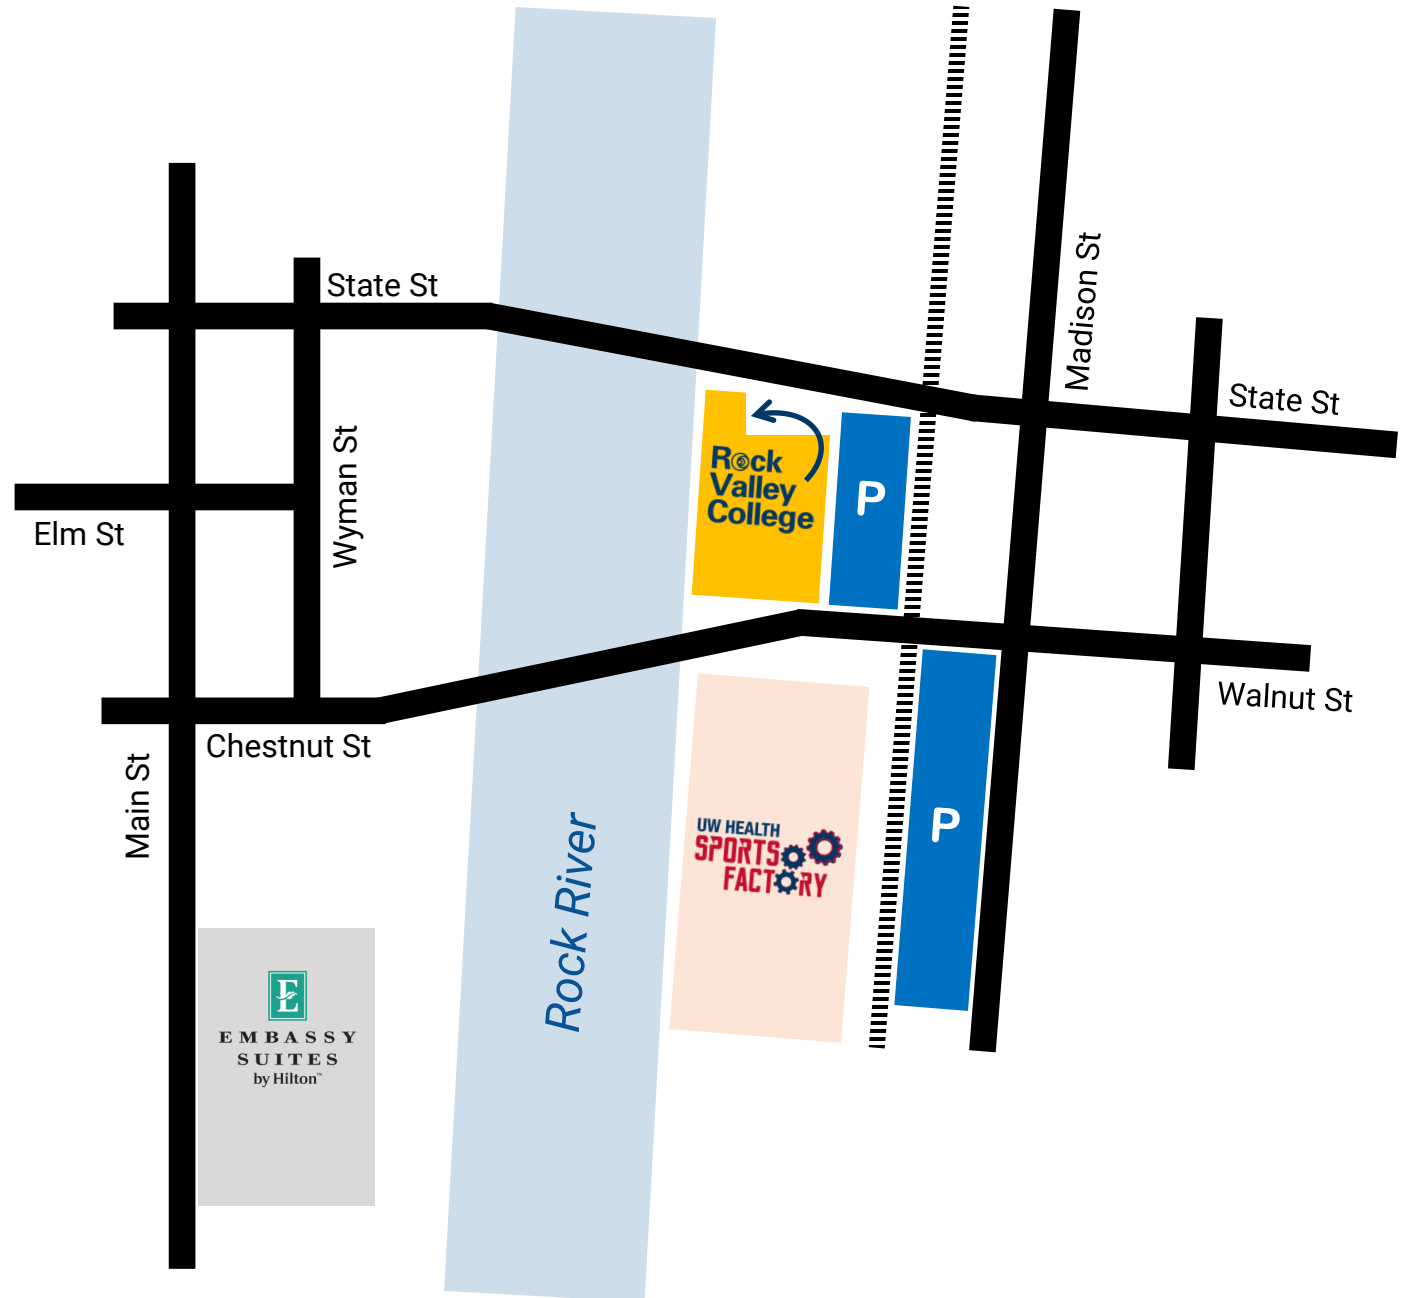 State St
Madison St
State St
Wyman St
Rock
Valley
College
P
Elm St
Walnut St
Chestnut St
Main St
UW HEALTH
SPORTS
FACTORY
P
Rock River
E
EMBASSY
SUITES
by Hilton™